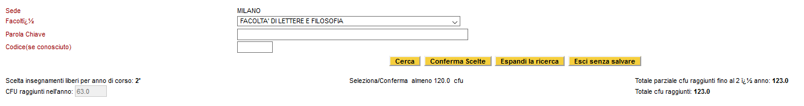 Sede MILANO
Facoltï¿½ FACOLTA' DI LETTERE E FILOSOFIA
Parola Chiave
Codice(se conosciuto)
Cerca Conferma Scelte Espandi la ricerca Esci senza salvare
Scelta insegnamenti liberi per anno di corso: 2° Seleziona/Conferma almeno 120.0 cfu Totale parziale cfu raggiunti fino al 2 ï¿½ anno: 123.0
CFU raggiunti nell'anno: 63.0 Totale cfu raggiunti: 123.0